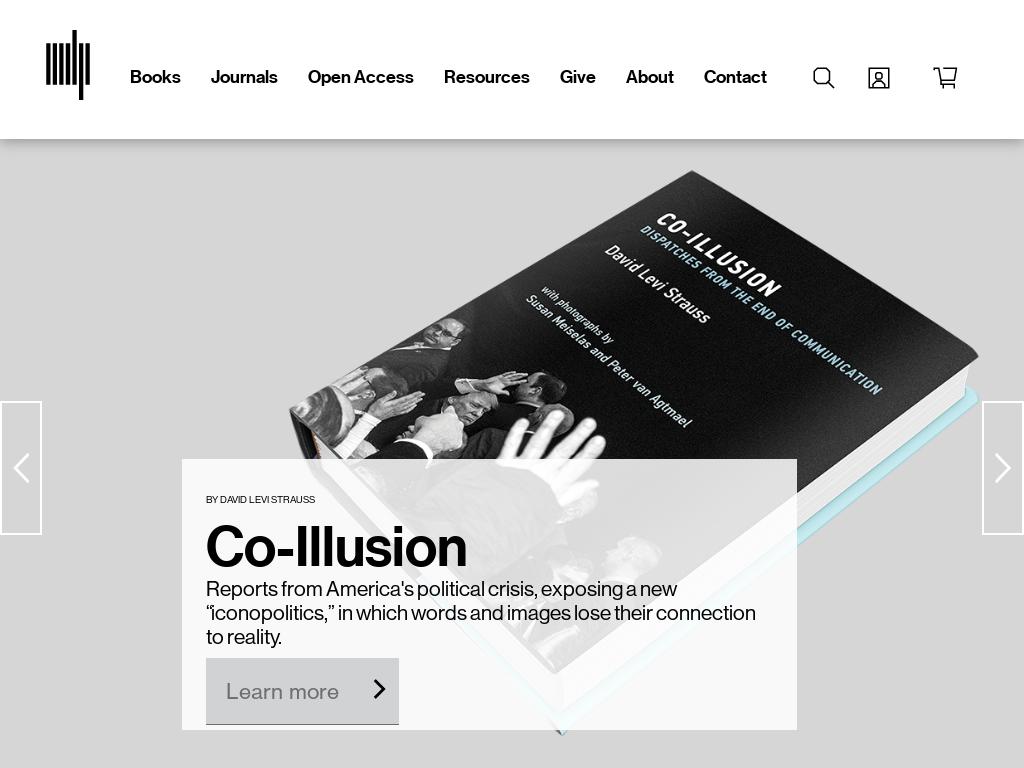 Books Journals Open Access Resources Give About Contact
CO-ILLUSION
DISPATCHES FROM THE END OF COMMUNICATION
David Levi Strauss
with photographs by
Susan Meiselas and Peter van Agtmael
BY DAVID LEVI STRAUSS
Co-Illusion
Reports from America's political crisis, exposing a new
“iconopolitics,” in which words and images lose their connection
to reality.
Learn more